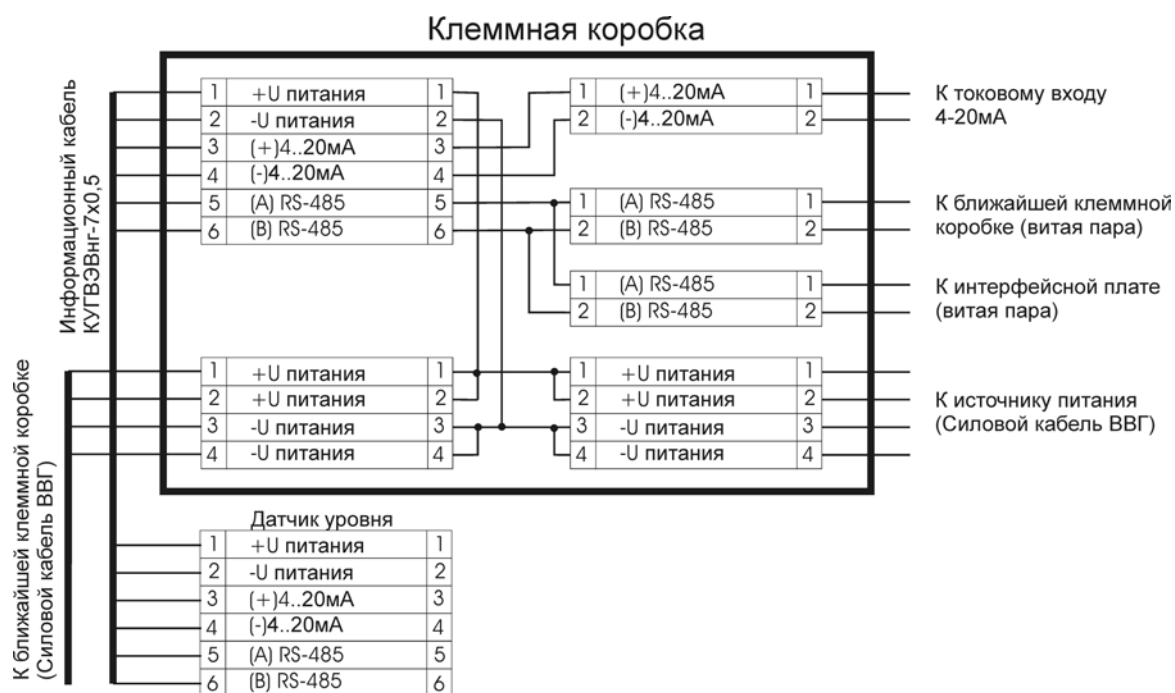 Клеммная коробка
Информационный кабель
КУГВЭВнг-7х0,5
1 +U питания 1
2 -U питания 2
3 (+)4..20мА 3
4 (-)4..20мА 4
5 (A) RS-485 5
6 (B) RS-485 6
1 (+)4..20мА 1
2 (-)4..20мА 2
К токовому входу
4-20мА
1 (A) RS-485 1
2 (B) RS-485 2
К ближайшей клеммной
коробке (витая пара)
1 (A) RS-485 1
2 (B) RS-485 2
К интерфейсной плате
(витая пара)
1 +U питания 1
2 +U питания 2
3 -U питания 3
4 -U питания 4
1 +U питания 1
2 +U питания 2
3 -U питания 3
4 -U питания 4
К источнику питания
(Силовой кабель ВВГ)
К ближайшей клеммной коробке
(Силовой кабель ВВГ)
Датчик уровня
1 +U питания 1
2 -U питания 2
3 (+)4..20мА 3
4 (-)4..20мА 4
5 (A) RS-485 5
6 (B) RS-485 6